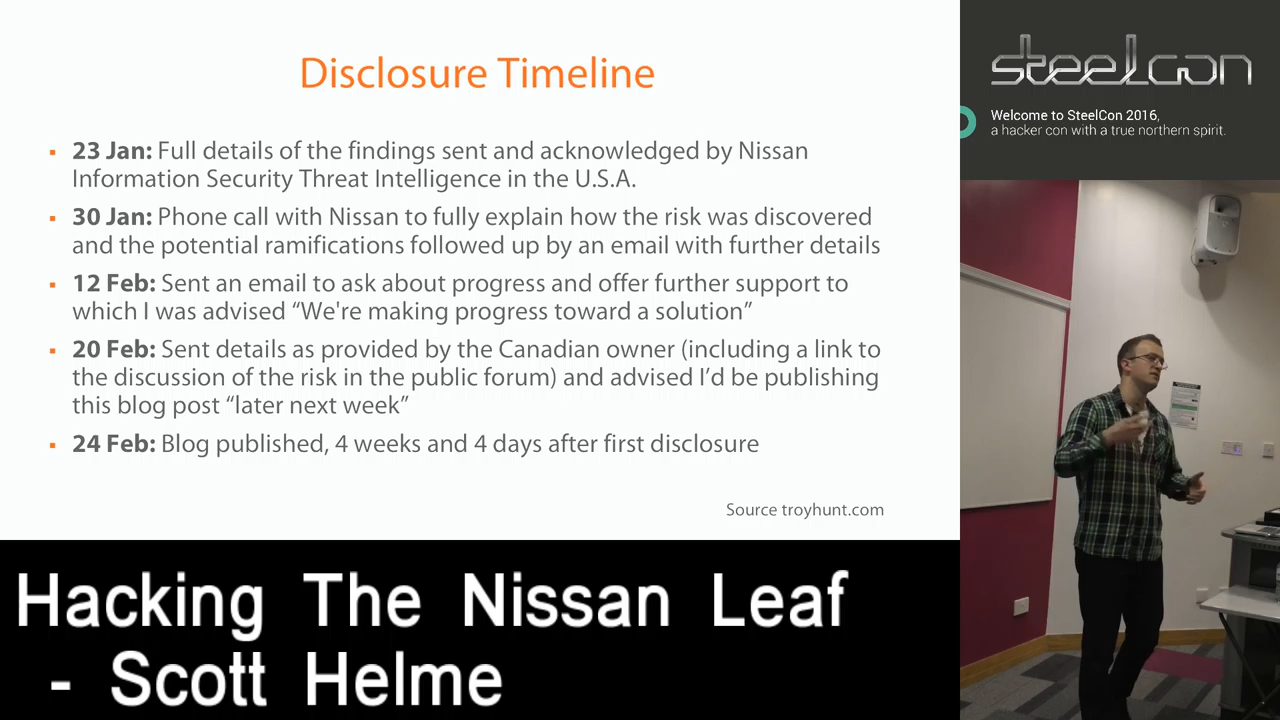 Disclosure Timeline
23 Jan: Full details of the findings sent and acknowledged by Nissan
Information Security Threat Intelligence in the U.S.A.
30 Jan: Phone call with Nissan to fully explain how the risk was discovered
and the potential ramifications followed up by an email with further details
12 Feb: Sent an email to ask about progress and offer further support to
which I was advised “We're making progress toward a solution”
20 Feb: Sent details as provided by the Canadian owner (including a link to
the discussion of the risk in the public forum) and advised I’d be publishing
this blog post “later next week”
24 Feb: Blog published, 4 weeks and 4 days after first disclosure
Source troyhunt.com
steelcon
Welcome to SteelCon 2016,
a hacker con with a true northern spirit.
Hacking The Nissan Leaf
- Scott Helme